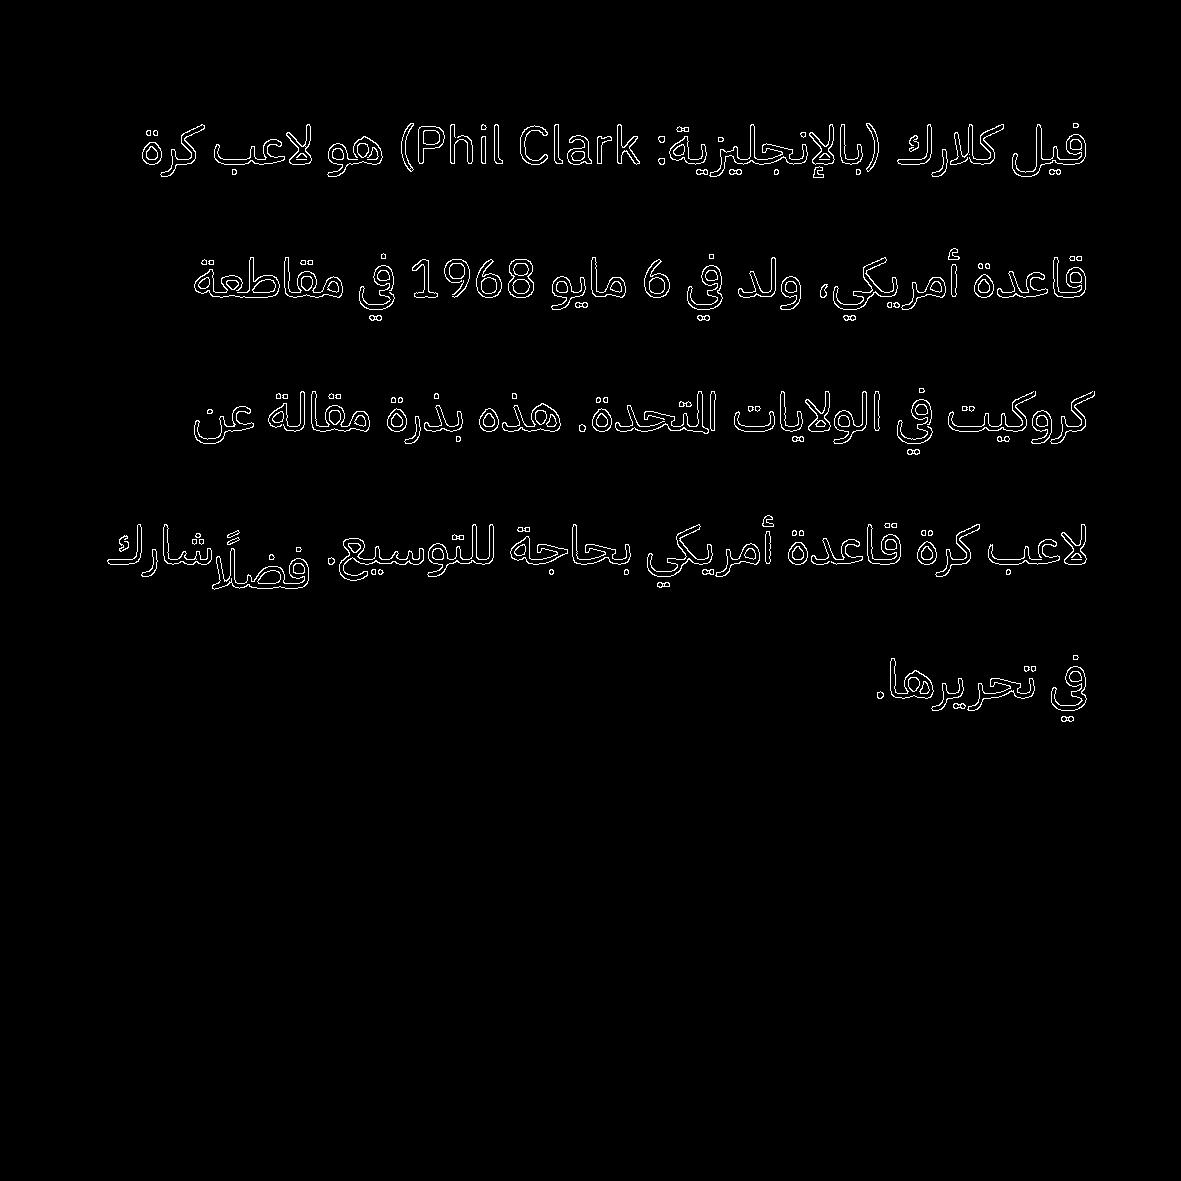 فيل كلارك (بالإنجليزية: Phil Clark) هو لاعب كرة
قاعدة أمريكي، ولد في 6 مايو 1968 في مقاطعة
كروكيت في الولايات المتحدة. هذه بذرة مقالة عن
لاعب كرة قاعدة أمريكي بحاجة للتوسيع. فضلًا شارك
في تحريرها.